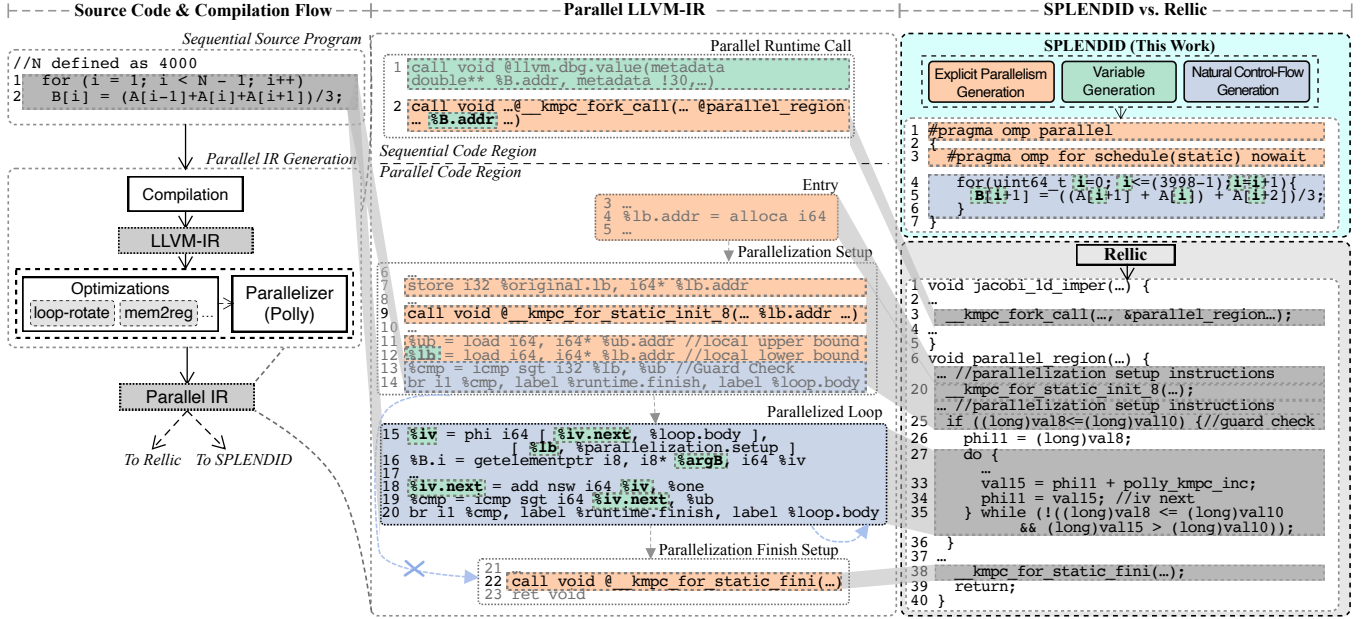 Source Code & Compilation Flow
Sequential Source Program
//N defined as 4000
1 for (i = 1; i < N - 1; i++)
2 B[i] = (A[i-1]+A[i]+A[i+1])/3;
Parallel IR Generation
Compilation
LLVM-IR
Optimizations
loop-rotate mem2reg ...
Parallelizer
(Polly)
Parallel IR
To Rellic To SPLENDID
Parallel LLVM-IR
Parallel Runtime Call
1 call void @llvm.dbg.value(metadata
double** %B.addr, metadata !30,…)
2 call void …@__kmpc_fork_call(… @parallel_region
… %B.addr …)
Sequential Code Region
Parallel Code Region
Entry
3 …
4 %lb.addr = alloca i64
5 …
Parallelization Setup
6 …
7 store i32 %original.lb, i64* %lb.addr
8 …
9 call void @__kmpc_for_static_init_8(… %lb.addr …)
10 …
11 %ub = load i64, i64* %ub.addr //local upper bound
12 %lb = load i64, i64* %lb.addr //local lower bound
13 %cmp = icmp sgt i32 %lb, %ub //Guard Check
14 br i1 %cmp, label %runtime.finish, label %loop.body
Parallelized Loop
15 %iv = phi i64 [ %iv.next, %loop.body ],
[ %lb, %parallelization.setup ]
16 %B.i = getelementptr i8, i8* %argB, i64 %iv
17 …
18 %iv.next = add nsw i64 %iv, %one
19 %cmp = icmp sgt i64 %iv.next, %ub
20 br i1 %cmp, label %runtime.finish, label %loop.body
Parallelization Finish Setup
21 …
22 call void @__kmpc_for_static_fini(…)
23 ret void
SPLENDID vs. Rellic
SPLENDID (This Work)
Explicit Parallelism
Generation
Variable
Generation
Natural Control-Flow
Generation
1 #pragma omp parallel
2 {
3 #pragma omp for schedule(static) nowait
4 for(uint64_t i=0; i<=(3998-1);i=i+1){
5 B[i+1] = ((A[i+1] + A[i]) + A[i+2])/3;
6 }
7 }
Rellic
1 void jacobi_1d_imper(…) {
2 …
3 __kmpc_fork_call(…, &parallel_region…);
4 …
5 }
6 void parallel_region(…) {
… //parallelization setup instructions
20 __kmpc_for_static_init_8(…);
… //parallelization setup instructions
25 if ((long)val8<=(long)val10) {//guard check
26 phi11 = (long)val8;
27 do {
…
33 val15 = phi11 + polly_kmpc_inc;
34 phi11 = val15; //iv next
35 } while (!((long)val8 <= (long)val10
&& (long)val15 > (long)val10));
36 }
37 …
38 __kmpc_for_static_fini(…);
39 return;
40 }